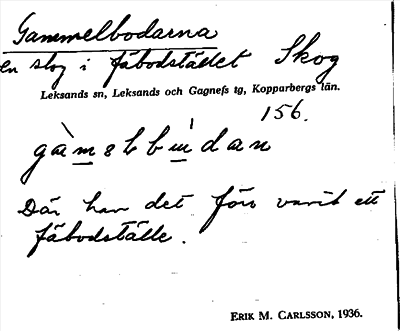 Gammelbodarna
en skog i fäbodstället Skog
Leksands sn, Leksands och Gagnefs tg, Kopparbergs län.
156.
Där har det förr varit ett
fäbodställe.
ERIK M. CARLSSON, 1936.